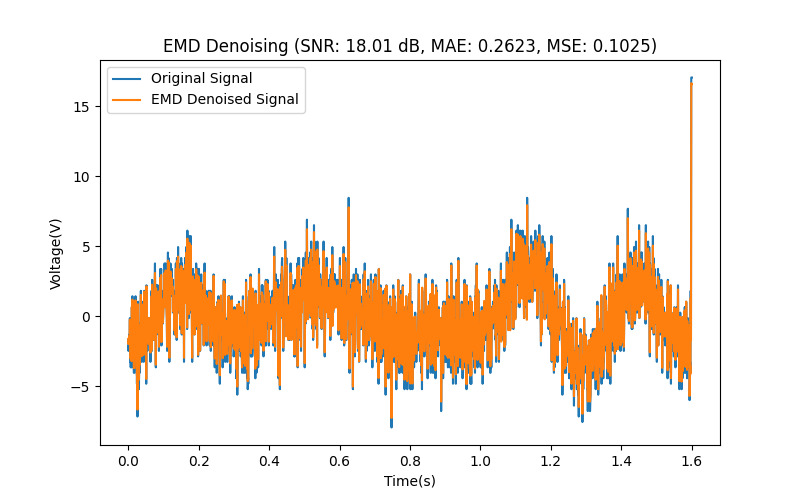 EMD Denoising (SNR: 18.01 dB, MAE: 0.2623, MSE: 0.1025)
Original Signal
EMD Denoised Signal
15
10
5
0
−5
Voltage(V)
0.0 0.2 0.4 0.6 0.8 1.0 1.2 1.4 1.6
Time(s)